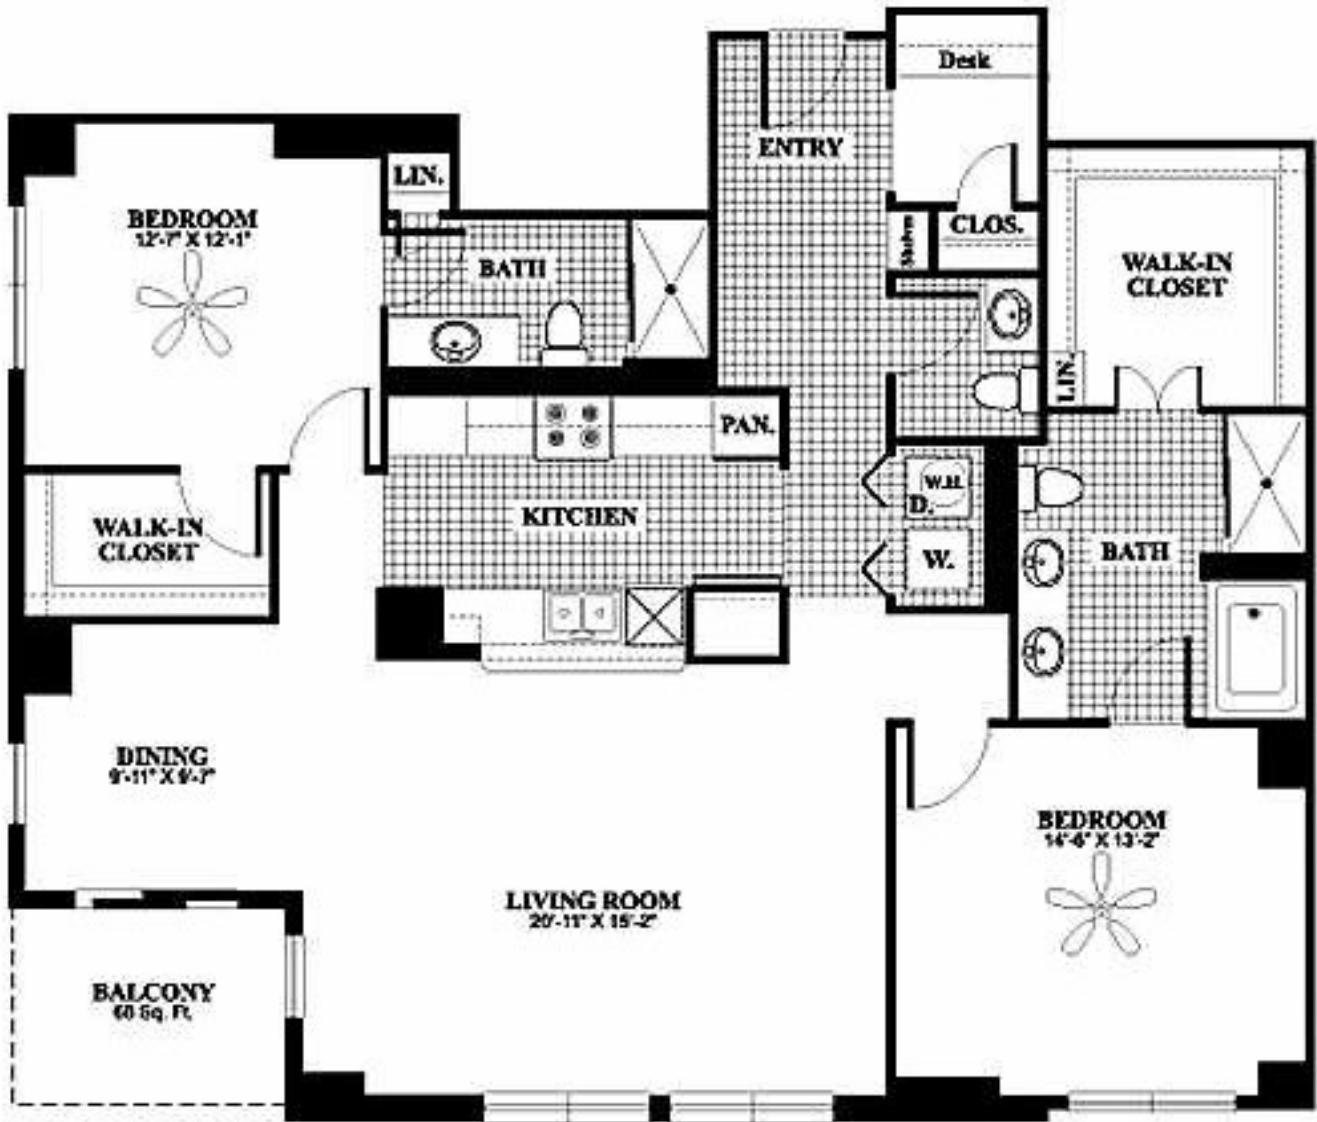 Desk
ENTRY
LIN.
BEDROOM
12'-7" X 12'-1"
CLOS.
Shelves
BATH
WALK-IN
CLOSET
LIN.
PAN.
W.H.
D.
KITCHEN
WALK-IN
CLOSET
BATH
W.
DINING
9'-11" X 9'-7"
BEDROOM
14'-6" X 13'-2"
LIVING ROOM
20'-11" X 15'-2"
BALCONY
Sq. Ft.